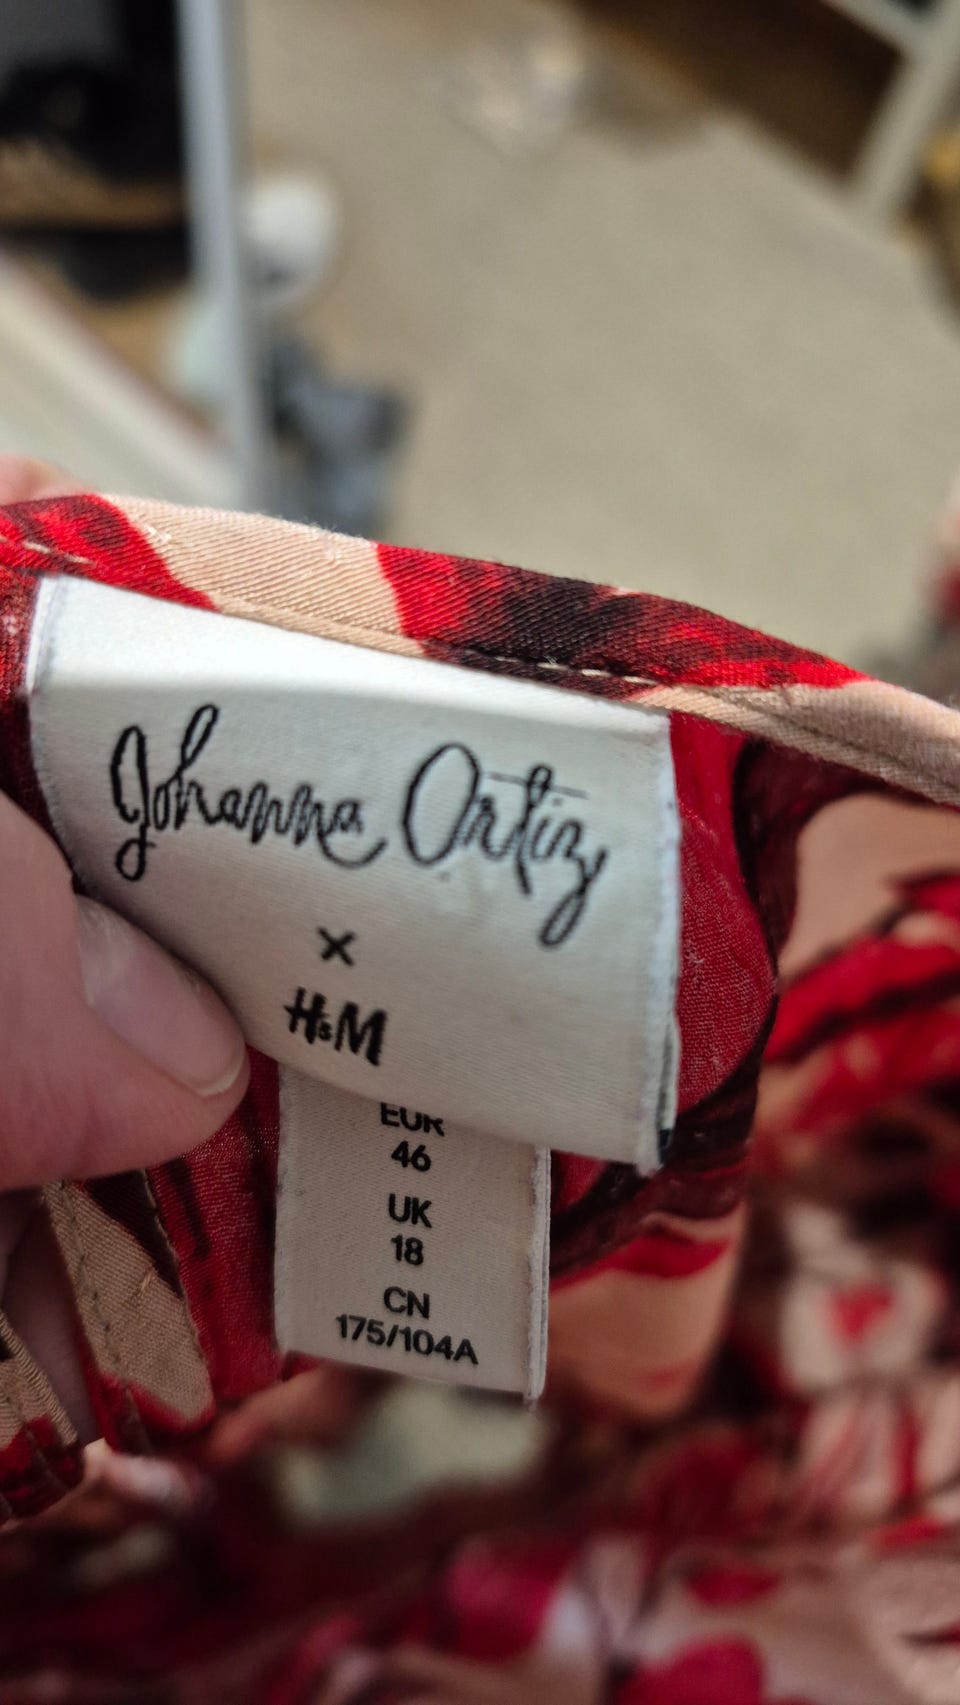 Johanna Ortiz
×
H&M
EUR
46
UK
18
CN
175/104A